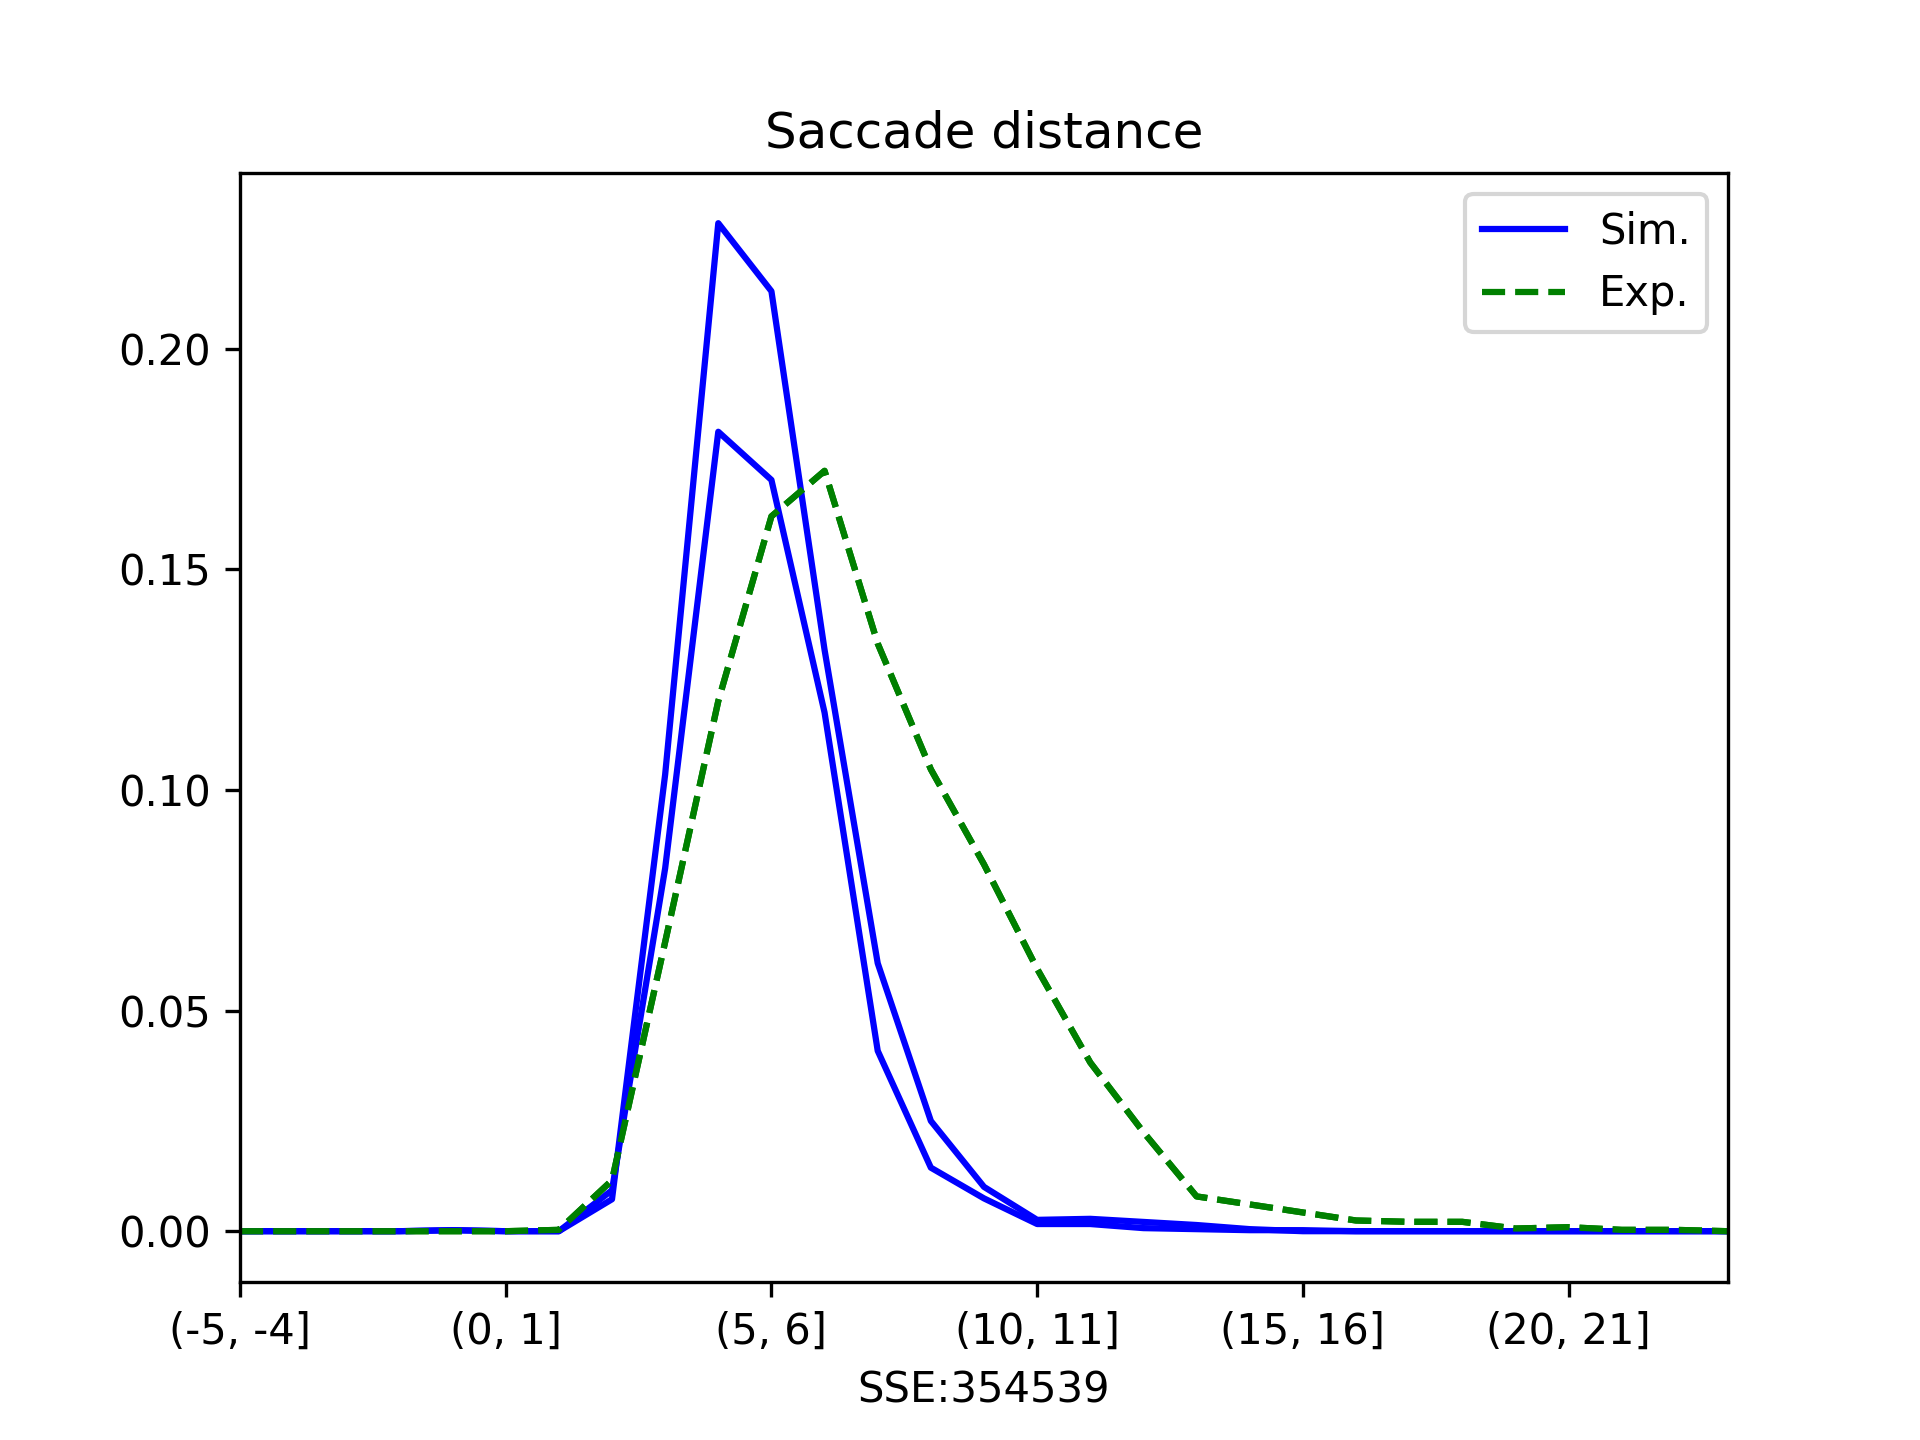 Saccade distance
Sim.
Exp.
0.20
0.15
0.10
0.05
0.00
(-5, -4] (0, 1] (5, 6] (10, 11] (15, 16] (20, 21]
SSE:354539